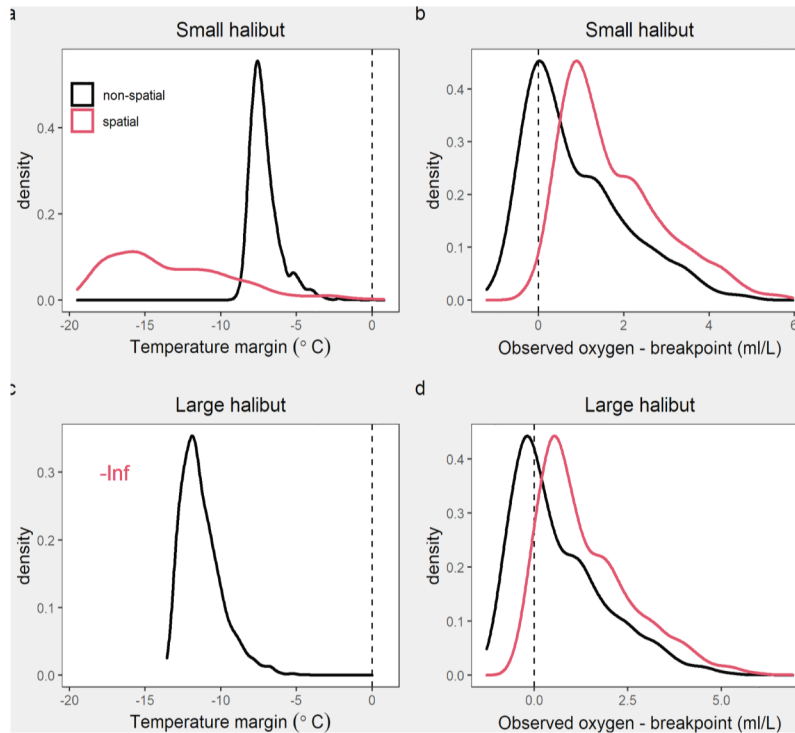 a
Small halibut
non-spatial
spatial
density
0.4
0.2
0.0
-20 -15 -10 -5 0
Temperature margin (° C)
b
Small halibut
density
0.4
0.3
0.2
0.1
0.0
0 2 4 6
Observed oxygen - breakpoint (ml/L)
c
Large halibut
-Inf
density
0.3
0.2
0.1
0.0
-20 -15 -10 -5 0
Temperature margin (° C)
d
Large halibut
density
0.4
0.3
0.2
0.1
0.0
0.0 2.5 5.0
Observed oxygen - breakpoint (ml/L)